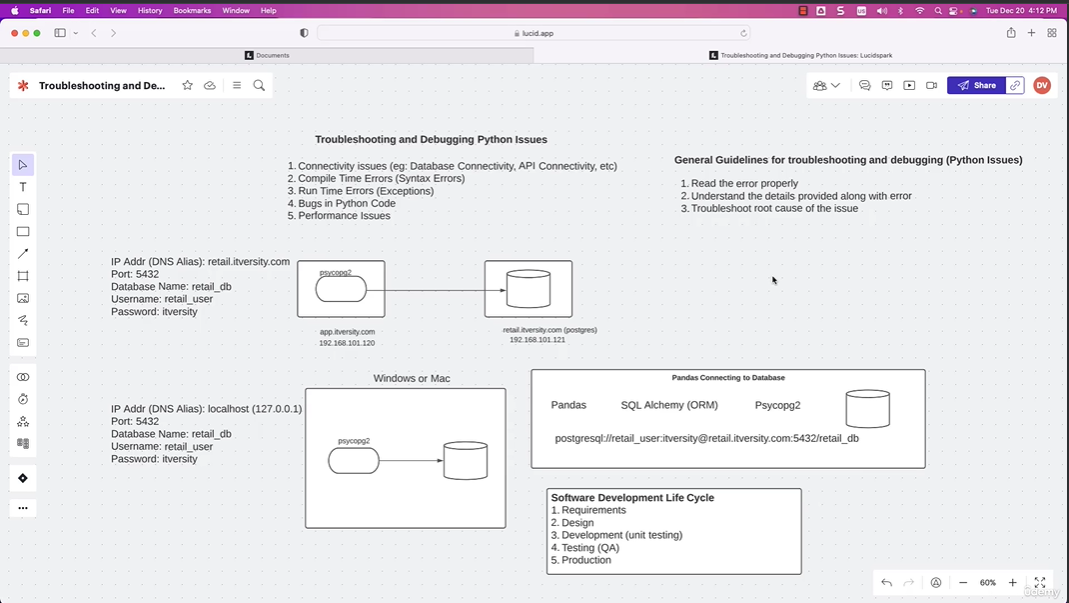 Safari File Edit View History Bookmarks Window Help
Tue Dec 20 4:12 PM
lucid.app
Documents
Troubleshooting and Debugging Python Issues: Lucidspark
Troubleshooting and De...
Share
DV
Troubleshooting and Debugging Python Issues
1. Connectivity issues (eg: Database Connectivity, API Connectivity, etc)
2. Compile Time Errors (Syntax Errors)
3. Run Time Errors (Exceptions)
4. Bugs in Python Code
5. Performance Issues
General Guidelines for troubleshooting and debugging (Python Issues)
1. Read the error properly
2. Understand the details provided along with error
3. Troubleshoot root cause of the issue
IP Addr (DNS Alias): retail.itversity.com
Port: 5432
Database Name: retail_db
Username: retail_user
Password: itversity
psycopg2
app.itversity.com
192.168.101.120
retail.itversity.com (postgres)
192.168.101.121
Windows or Mac
IP Addr (DNS Alias): localhost (127.0.0.1)
Port: 5432
Database Name: retail_db
Username: retail_user
Password: itversity
psycopg2
Pandas Connecting to Database
Pandas
SQL Alchemy (ORM)
Psycopg2
postgresql://retail_user:itversity@retail.itversity.com:5432/retail_db
Software Development Life Cycle
1. Requirements
2. Design
3. Development (unit testing)
4. Testing (QA)
5. Production
T
60%
udemy